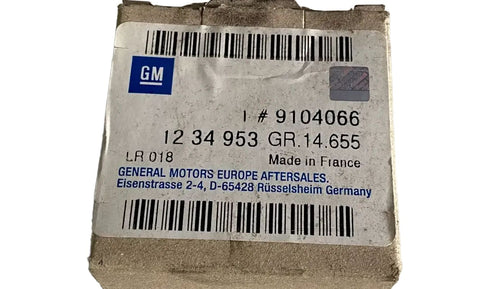 GM
I # 9104066
12 34 953 GR.14.655
LR 018 Made in France
GENERAL MOTORS EUROPE AFTERSALES.
Eisenstrasse 2-4, D-65428 Rüsselsheim Germany